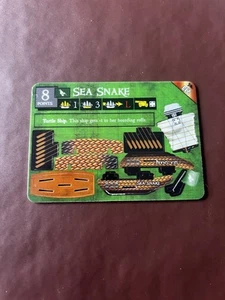 8 SEA SNAKE
POINTS 1 3 L
Turtle Ship. This ship gets +1 to her boarding rolls.